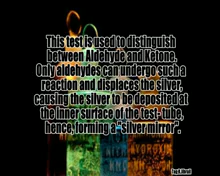 This test is used to distinguish
between Aldehyde and Ketone.
Only aldehydes can undergo such a
reaction and displaces the silver,
causing the silver to be deposited at
the inner surface of the test- tube,
hence, forming a "silver mirror".